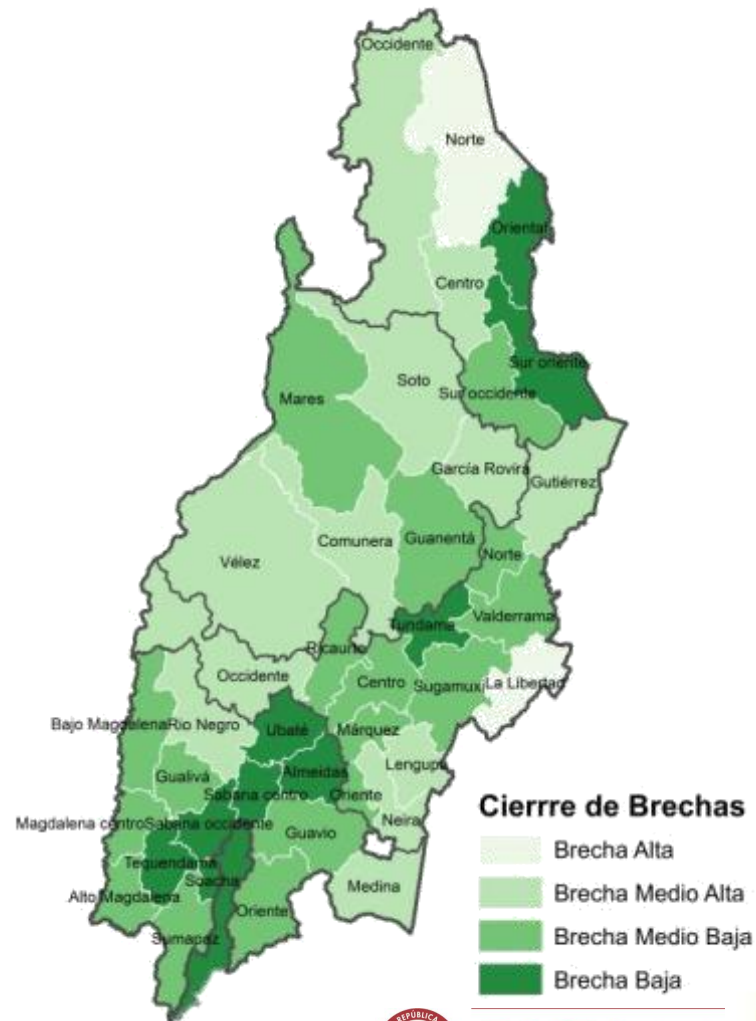 Occidente
Norte
Oriental
Centro
Sur oriente
Soto
Sur occidente
Mares
García Rovira
Gutiérrez
Guanentá
Comunera
Norte
Vélez
Valderrama
Tundama
Ricaurte
Occidente
Centro
Sugamuxi
La Libertad
Bajo Magdalena
Rio Negro
Ubaté
Márquez
Lengupa
Gualivá
Almeidas
Sabana centro
Oriente
Neira
Magdalena centro
Sabana occidente
Guavio
Tequendama
Soacha
Medina
Alto Magdalena
Oriente
Sumapaz
Cierrre de Brechas
Brecha Alta
Brecha Medio Alta
Brecha Medio Baja
Brecha Baja
REPÚBLICA